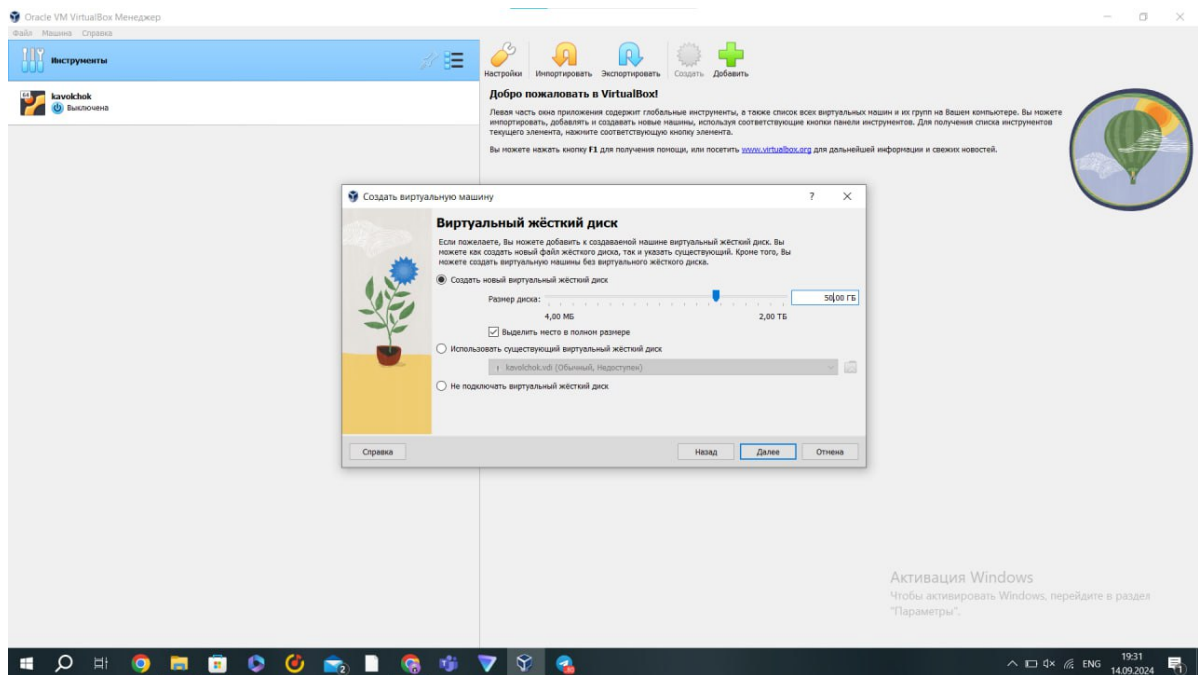 Oracle VM VirtualBox Менеджер
Файл Машина Справка
Инструменты
64
kavolchok
Выключена
Настройки Импортировать Экспортировать Создать Добавить
Добро пожаловать в VirtualBox!
Левая часть окна приложения содержит глобальные инструменты, а также список всех виртуальных машин и их групп на Вашем компьютере. Вы можете
импортировать, добавлять и создавать новые машины, используя соответствующие кнопки панели инструментов. Для получения списка инструментов
текущего элемента, нажмите соответствующую кнопку элемента.
Вы можете нажать кнопку F1 для получения помощи, или посетить www.virtualbox.org для дальнейшей информации и свежих новостей.
Создать виртуальную машину
?
Виртуальный жёсткий диск
Если пожелаете, Вы можете добавить к создаваемой машине виртуальный жёсткий диск. Вы
можете как создать новый файл жёсткого диска, так и указать существующий. Кроме того, Вы
можете создать виртуальную машины без виртуального жёсткого диска.
Создать новый виртуальный жёсткий диск
Размер диска:
50,00 ГБ
4,00 МБ 2,00 ТБ
Выделить место в полном размере
Использовать существующий виртуальный жёсткий диск
kavolchok.vdi (Обычный, Недоступен)
Не подключать виртуальный жёсткий диск
Справка Назад Далее Отмена
Активация Windows
Чтобы активировать Windows, перейдите в раздел
"Параметры".
2
ENG
19:31
14.09.2024
1